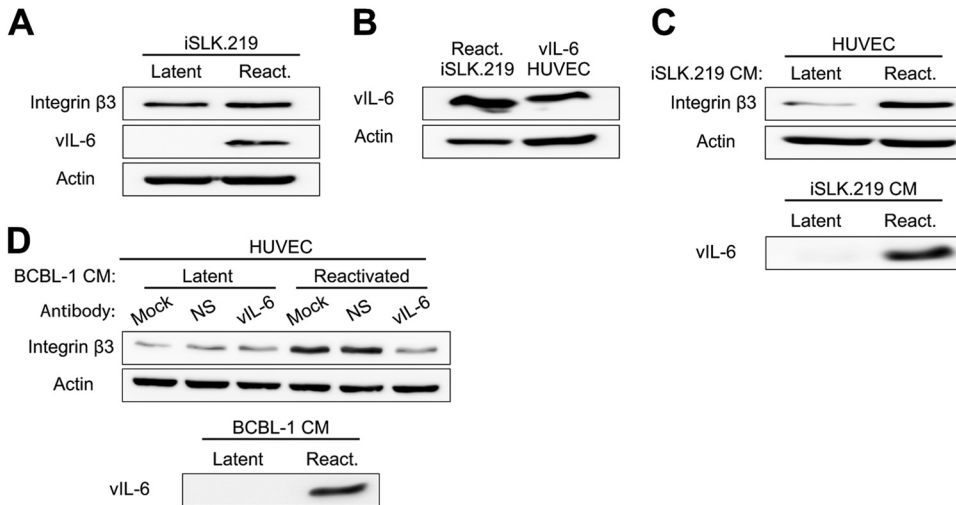 A
iSLK.219
Latent React.
Integrin β3
vIL-6
Actin
B
React. vIL-6
iSLK.219 HUVEC
vIL-6
Actin
C
HUVEC
iSLK.219 CM: Latent React.
Integrin β3
Actin
iSLK.219 CM
Latent React.
vIL-6
D
HUVEC
BCBL-1 CM: Latent Reactivated
Antibody: Mock NS vIL-6 Mock NS vIL-6
Integrin β3
Actin
BCBL-1 CM
Latent React.
vIL-6